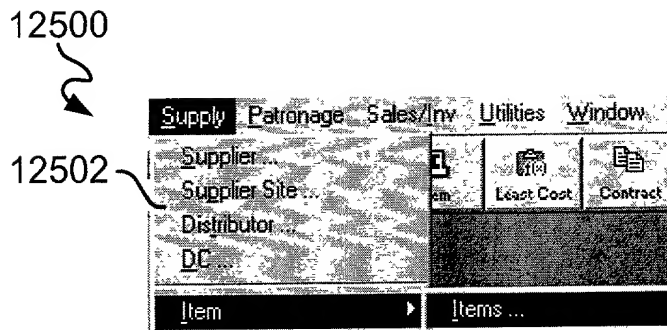 12500
Supply Patronage Sales/Inv Utilities Window
12502
Supplier ...
Supplier Site ...
Distributor ...
DC ...
Least Cost Contract
Item Items ...